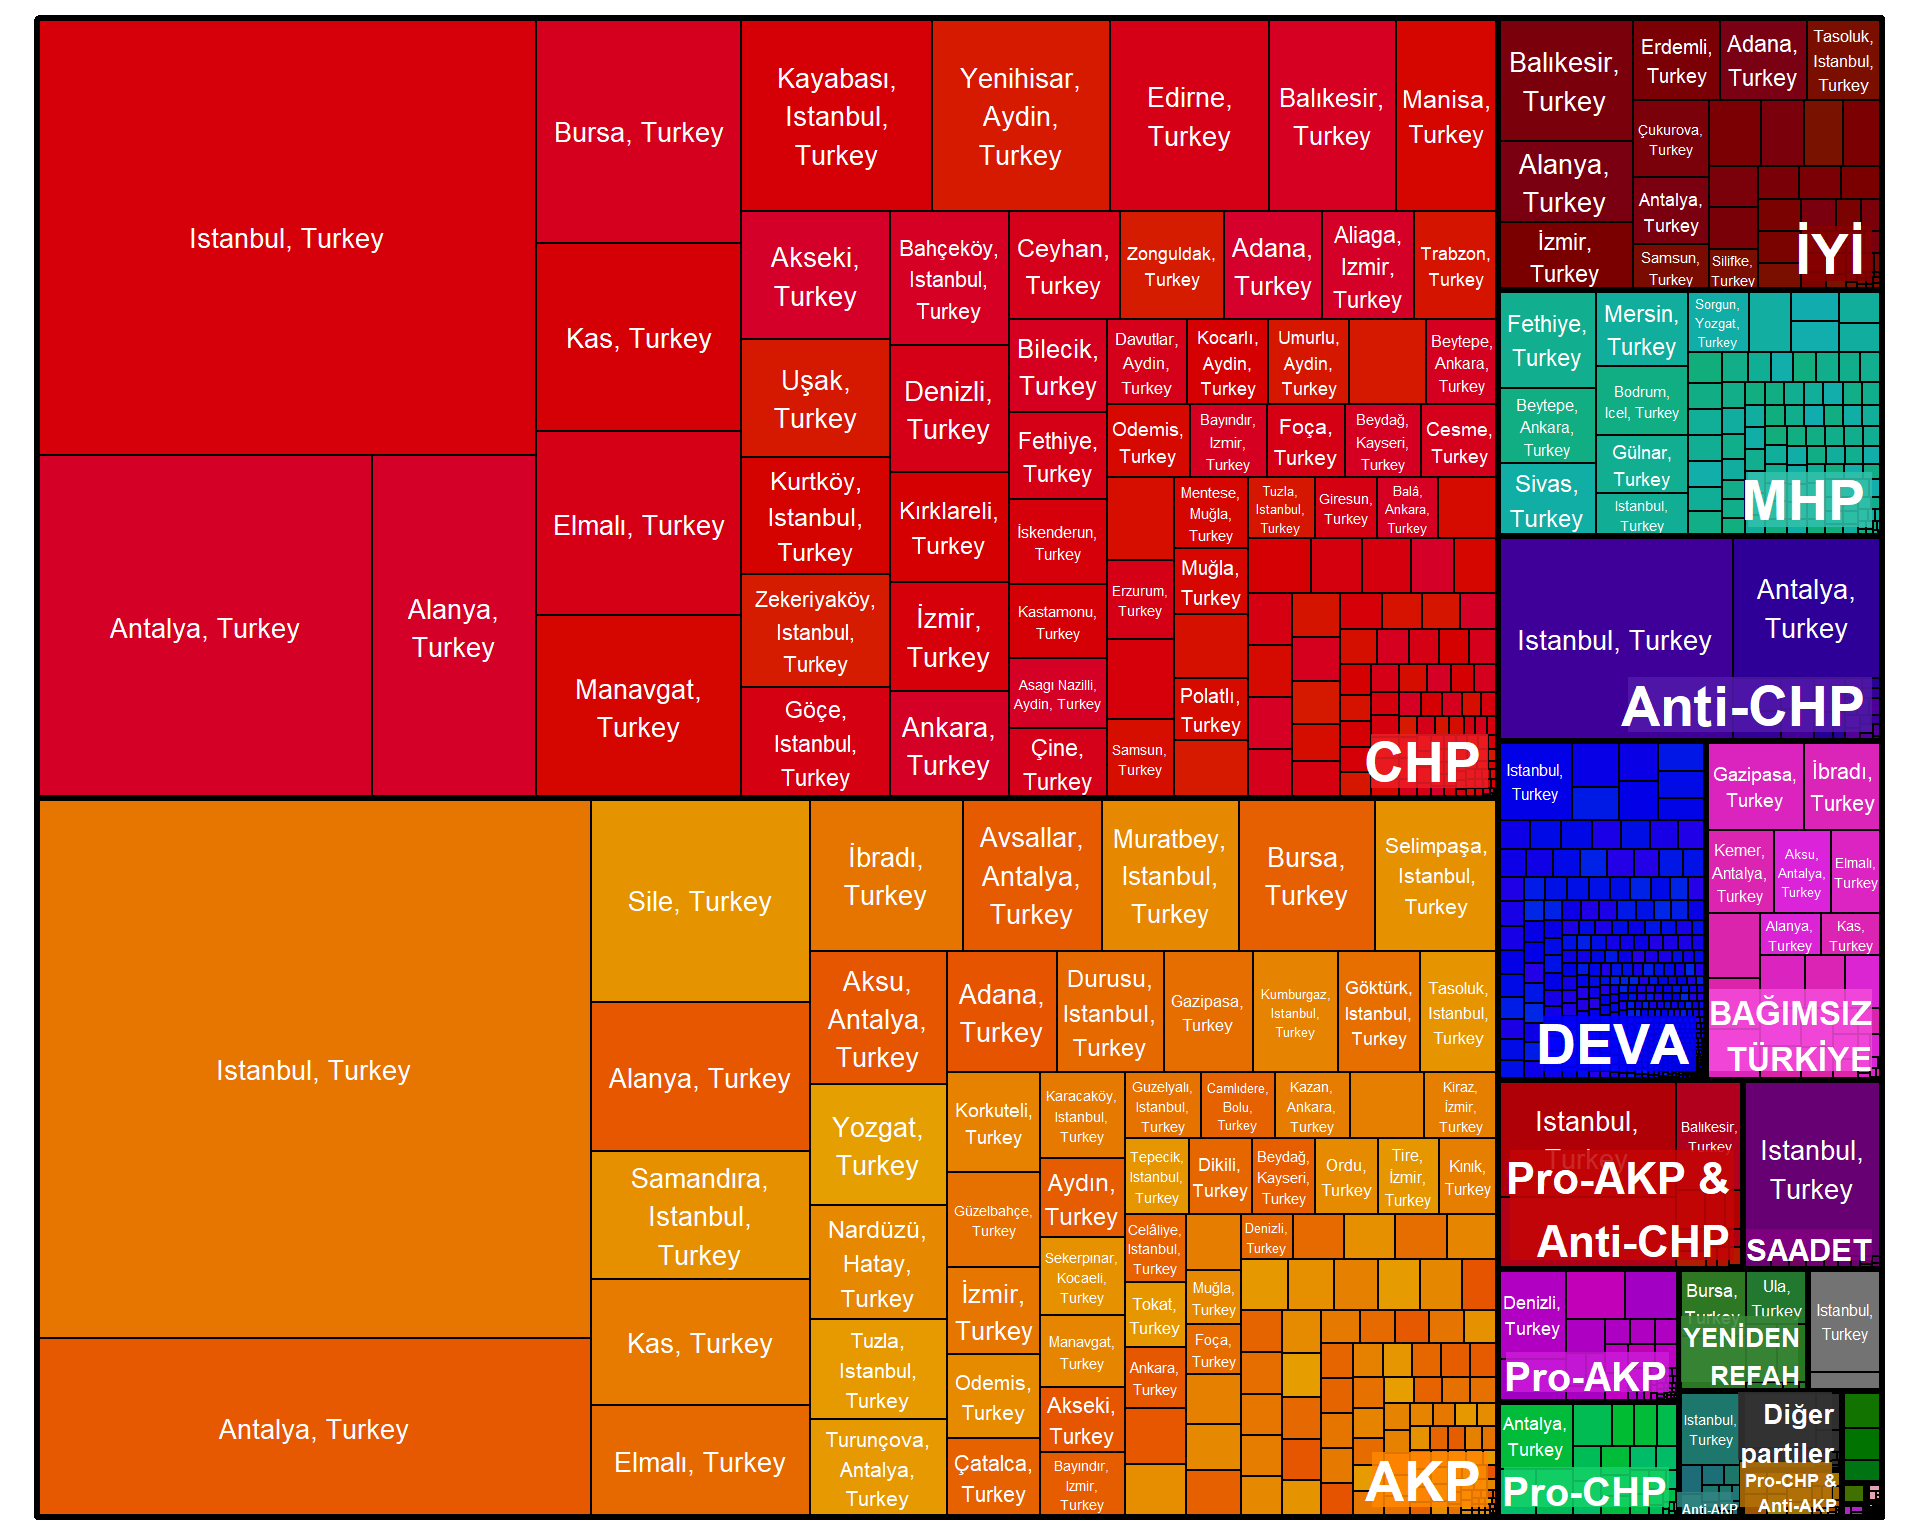 Istanbul, Turkey
Antalya, Turkey
Alanya,
Turkey
Bursa, Turkey
Kas, Turkey
Elmalı, Turkey
Manavgat,
Turkey
Kayabası,
Istanbul,
Turkey
Yenihisar,
Aydin,
Turkey
Edirne,
Turkey
Balıkesir,
Turkey
Manisa,
Turkey
Akseki,
Turkey
Uşak,
Turkey
Kurtköy,
Istanbul,
Turkey
Zekeriyaköy,
Istanbul,
Turkey
Göçe,
Istanbul,
Turkey
Bahçeköy,
Istanbul,
Turkey
Denizli,
Turkey
Kırklareli,
Turkey
İzmir,
Turkey
Ankara,
Turkey
Ceyhan,
Turkey
Zonguldak,
Turkey
Adana,
Turkey
Aliaga,
Izmir,
Turkey
Trabzon,
Turkey
Bilecik,
Turkey
Fethiye,
Turkey
İskenderun,
Turkey
Kastamonu,
Turkey
Asagı Nazilli,
Aydin, Turkey
Çine,
Turkey
Davutlar,
Aydin,
Turkey
Kocarlı,
Aydin,
Turkey
Umurlu,
Aydin,
Turkey
Beytepe,
Ankara,
Turkey
Odemis,
Turkey
Bayındır,
Izmir,
Turkey
Foça,
Turkey
Beydağ,
Kayseri,
Turkey
Cesme,
Turkey
Erzurum,
Turkey
Samsun,
Turkey
Mentese,
Muğla,
Turkey
Muğla,
Turkey
Polatlı,
Turkey
Tuzla,
Istanbul,
Turkey
Giresun,
Turkey
Balâ,
Ankara,
Turkey
CHP
Istanbul, Turkey
Antalya, Turkey
Sile, Turkey
Alanya, Turkey
Samandıra,
Istanbul,
Turkey
Kas, Turkey
Elmalı, Turkey
İbradı,
Turkey
Avsallar,
Antalya,
Turkey
Muratbey,
Istanbul,
Turkey
Bursa,
Turkey
Selimpaşa,
Istanbul,
Turkey
Aksu,
Antalya,
Turkey
Yozgat,
Turkey
Nardüzü,
Hatay,
Turkey
Tuzla,
Istanbul,
Turkey
Turunçova,
Antalya,
Turkey
Adana,
Turkey
Durusu,
Istanbul,
Turkey
Gazipasa,
Turkey
Kumburgaz,
Istanbul,
Turkey
Göktürk,
Istanbul,
Turkey
Tasoluk,
Istanbul,
Turkey
Korkuteli,
Turkey
Güzelbahçe,
Turkey
İzmir,
Turkey
Odemis,
Turkey
Çatalca,
Turkey
Karacaköy,
Istanbul,
Turkey
Aydın,
Turkey
Sekerpınar,
Kocaeli,
Turkey
Manavgat,
Turkey
Akseki,
Turkey
Bayındır,
Izmir,
Turkey
Guzelyalı,
Istanbul,
Turkey
Camlıdere,
Bolu,
Turkey
Kazan,
Ankara,
Turkey
Kiraz,
İzmir,
Turkey
Tepecik,
Istanbul,
Turkey
Dikili,
Turkey
Beydağ,
Kayseri,
Turkey
Ordu,
Turkey
Tire,
İzmir,
Turkey
Kınık,
Turkey
Celâliye,
Istanbul,
Turkey
Tokat,
Turkey
Ankara,
Turkey
Muğla,
Turkey
Foça,
Turkey
Denizli,
Turkey
AKP
Balıkesir,
Turkey
Alanya,
Turkey
İzmir,
Turkey
Erdemli,
Turkey
Adana,
Turkey
Tasoluk,
Istanbul,
Turkey
Çukurova,
Turkey
Antalya,
Turkey
Samsun,
Turkey
Silifke,
Turkey
İYİ
Fethiye,
Turkey
Beytepe,
Ankara,
Turkey
Sivas,
Turkey
Mersin,
Turkey
Bodrum,
Icel, Turkey
Gülnar,
Turkey
Istanbul,
Turkey
Sorgun,
Yozgat,
Turkey
MHP
Istanbul, Turkey
Antalya,
Turkey
Anti-CHP
Istanbul,
Turkey
DEVA
Gazipasa,
Turkey
İbradı,
Turkey
Kemer,
Antalya,
Turkey
Aksu,
Antalya,
Turkey
Elmalı,
Turkey
Alanya,
Turkey
Kas,
Turkey
BAĞIMSIZ
TÜRKİYE
Istanbul,
Turkey
Balıkesir,
Turkey
Pro-AKP &
Anti-CHP
Istanbul,
Turkey
SAADET
Denizli,
Turkey
Pro-AKP
Bursa,
Turkey
Ula,
Turkey
YENİDEN
REFAH
Istanbul,
Turkey
Antalya,
Turkey
Pro-CHP
Istanbul,
Turkey
Anti-AKP
Diğer
partiler
Pro-CHP &
Anti-AKP